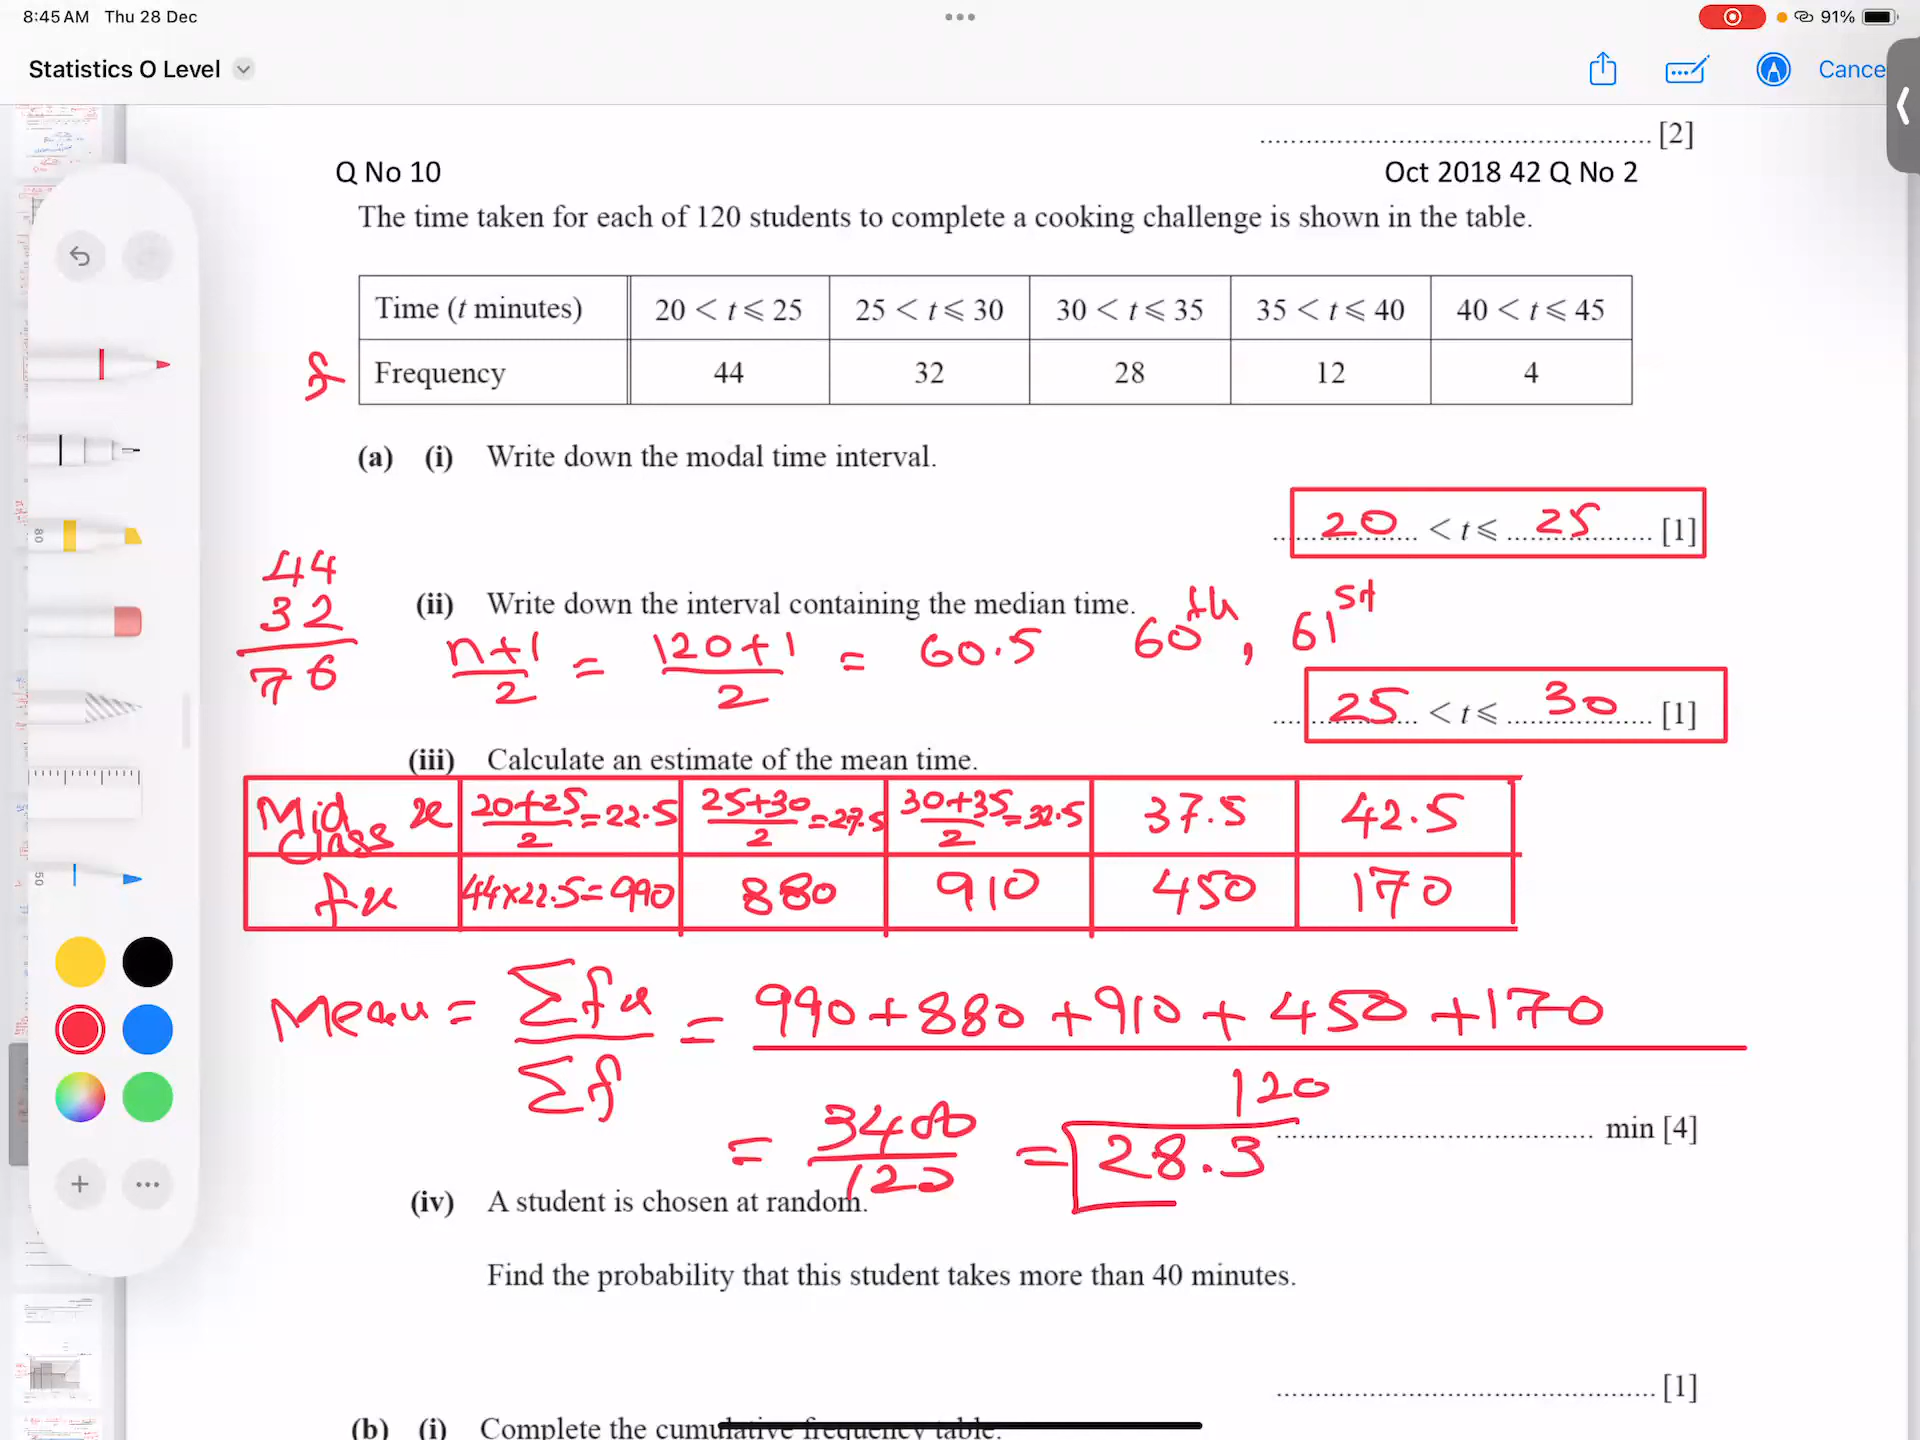 8:45 AM Thu 28 Dec
91%
Statistics O Level
Cance
[2]
Q No 10
Oct 2018 42 Q No 2
The time taken for each of 120 students to complete a cooking challenge is shown in the table.
Time (t minutes) 20 < t ⩽ 25 25 < t ⩽ 30 30 < t ⩽ 35 35 < t ⩽ 40 40 < t ⩽ 45
f Frequency 44 32 28 12 4
(a) (i) Write down the modal time interval.
20 < t ⩽ 25 [1]
44
32
76
(ii) Write down the interval containing the median time.
n+1/2 = 120+1/2 = 60.5 60th, 61st
25 < t ⩽ 30 [1]
(iii) Calculate an estimate of the mean time.
Mid Class x 20+25/2 = 22.5 25+30/2 = 27.5 30+35/2 = 32.5 37.5 42.5
fx 44×22.5 = 990 880 910 450 170
Mean = Σfx/Σf = 990+880+910+450+170/120
= 3400/120 = 28.3 min [4]
(iv) A student is chosen at random.
Find the probability that this student takes more than 40 minutes.
[1]
(b) (i) Complete the cumulative frequency table.
80
50